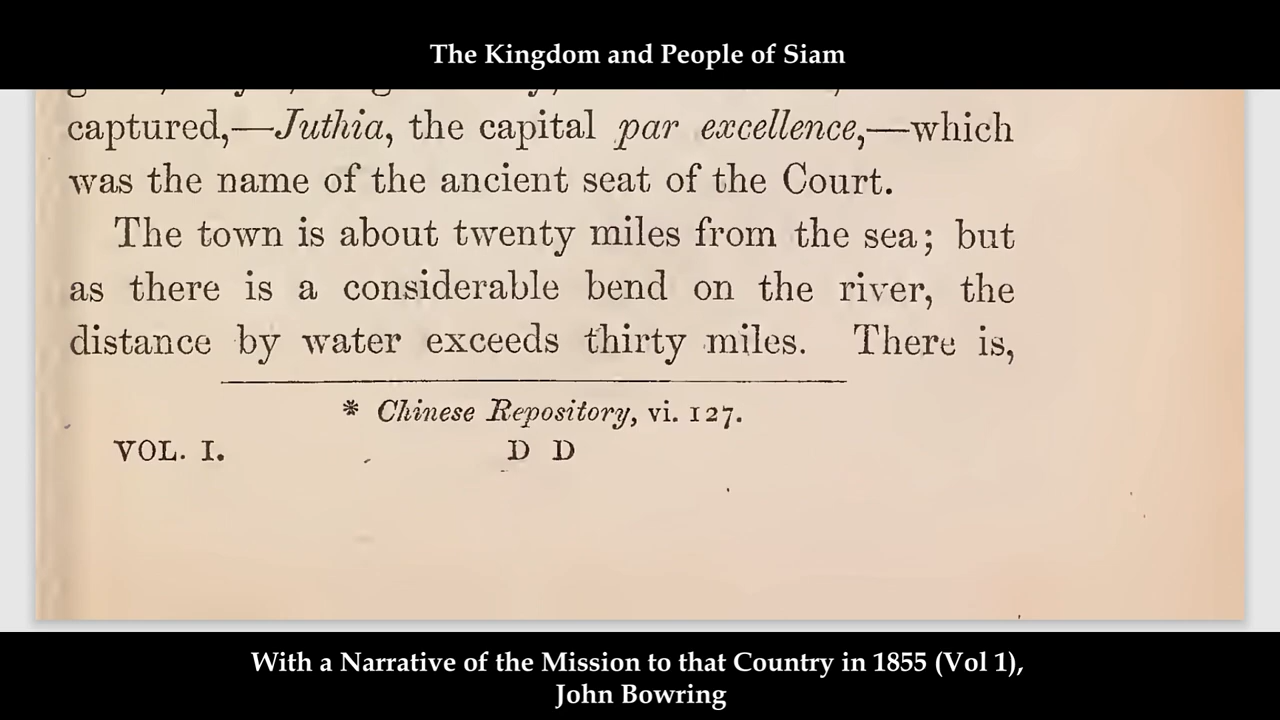 The Kingdom and People of Siam
captured,—Juthia, the capital par excellence,—which
was the name of the ancient seat of the Court.
The town is about twenty miles from the sea; but
as there is a considerable bend on the river, the
distance by water exceeds thirty miles. There is,
* Chinese Repository, vi. 127.
VOL. I. D D
With a Narrative of the Mission to that Country in 1855 (Vol 1),
John Bowring